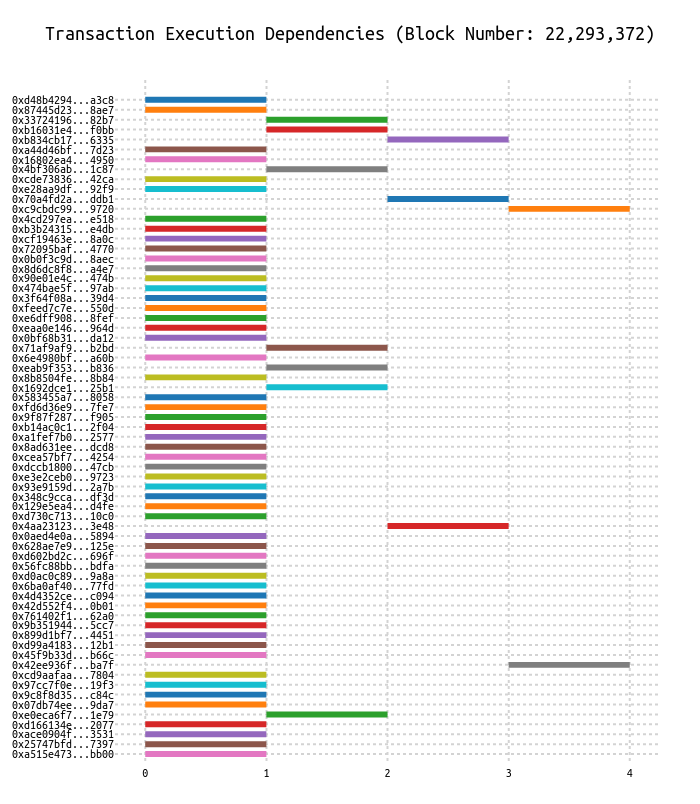 Transaction Execution Dependencies (Block Number: 22,293,372)
0xd48b4294...a3c8
0x87445d23...8ae7
0x33724196...82b7
0xb16031e4...f0bb
0xb834cb17...6335
0xa44d46bf...7d23
0x16802ea4...4950
0x4bf306ab...1c87
0xcde73836...42ca
0xe28aa9df...92f9
0x70a4fd2a...ddb1
0xc9cbdc99...9720
0x4cd297ea...e518
0xb3b24315...e4db
0xcf19463e...8a0c
0x72095baf...4770
0x0b0f3c9d...8aec
0x8d6dc8f8...a4e7
0x90e01e4c...474b
0x474bae5f...97ab
0x3f64f08a...39d4
0xfeed7c7e...550d
0xe6dff908...8fef
0xeaa0e146...964d
0x0bf68b31...da12
0x71af9af9...b2bd
0x6e4980bf...a60b
0xeab9f353...b836
0x8b8504fe...8b84
0x1692dce1...25b1
0x583455a7...8058
0xfd6d36e9...7fe7
0x9f87f287...f905
0xb14ac0c1...2f04
0xa1fef7b0...2577
0x8ad631ee...dcd8
0xcea57bf7...4254
0xdccb1800...47cb
0xe3e2ceb0...9723
0x93e9159d...2a7b
0x348c9cca...df3d
0x129e5ea4...d4fe
0xd730c713...10c0
0x4aa23123...3e48
0x0aed4e0a...5894
0x628ae7e9...125e
0xd602bd2c...696f
0x56fc88bb...bdfa
0xd0ac0c89...9a8a
0x6ba0af40...77fd
0x4d4352ce...c094
0x42d552f4...0b01
0x761402f1...62a0
0x9b351944...5cc7
0x899d1bf7...4451
0xd99a4183...12b1
0x45f9b33d...b66c
0x42ee936f...ba7f
0xcd9aafaa...7804
0x97cc7f0e...19f3
0x9c8f8d35...c84c
0x07db74ee...9da7
0xe0eca6f7...1e79
0xd166134e...2077
0xace0904f...3531
0x25747bfd...7397
0xa515e473...bb00
0 1 2 3 4